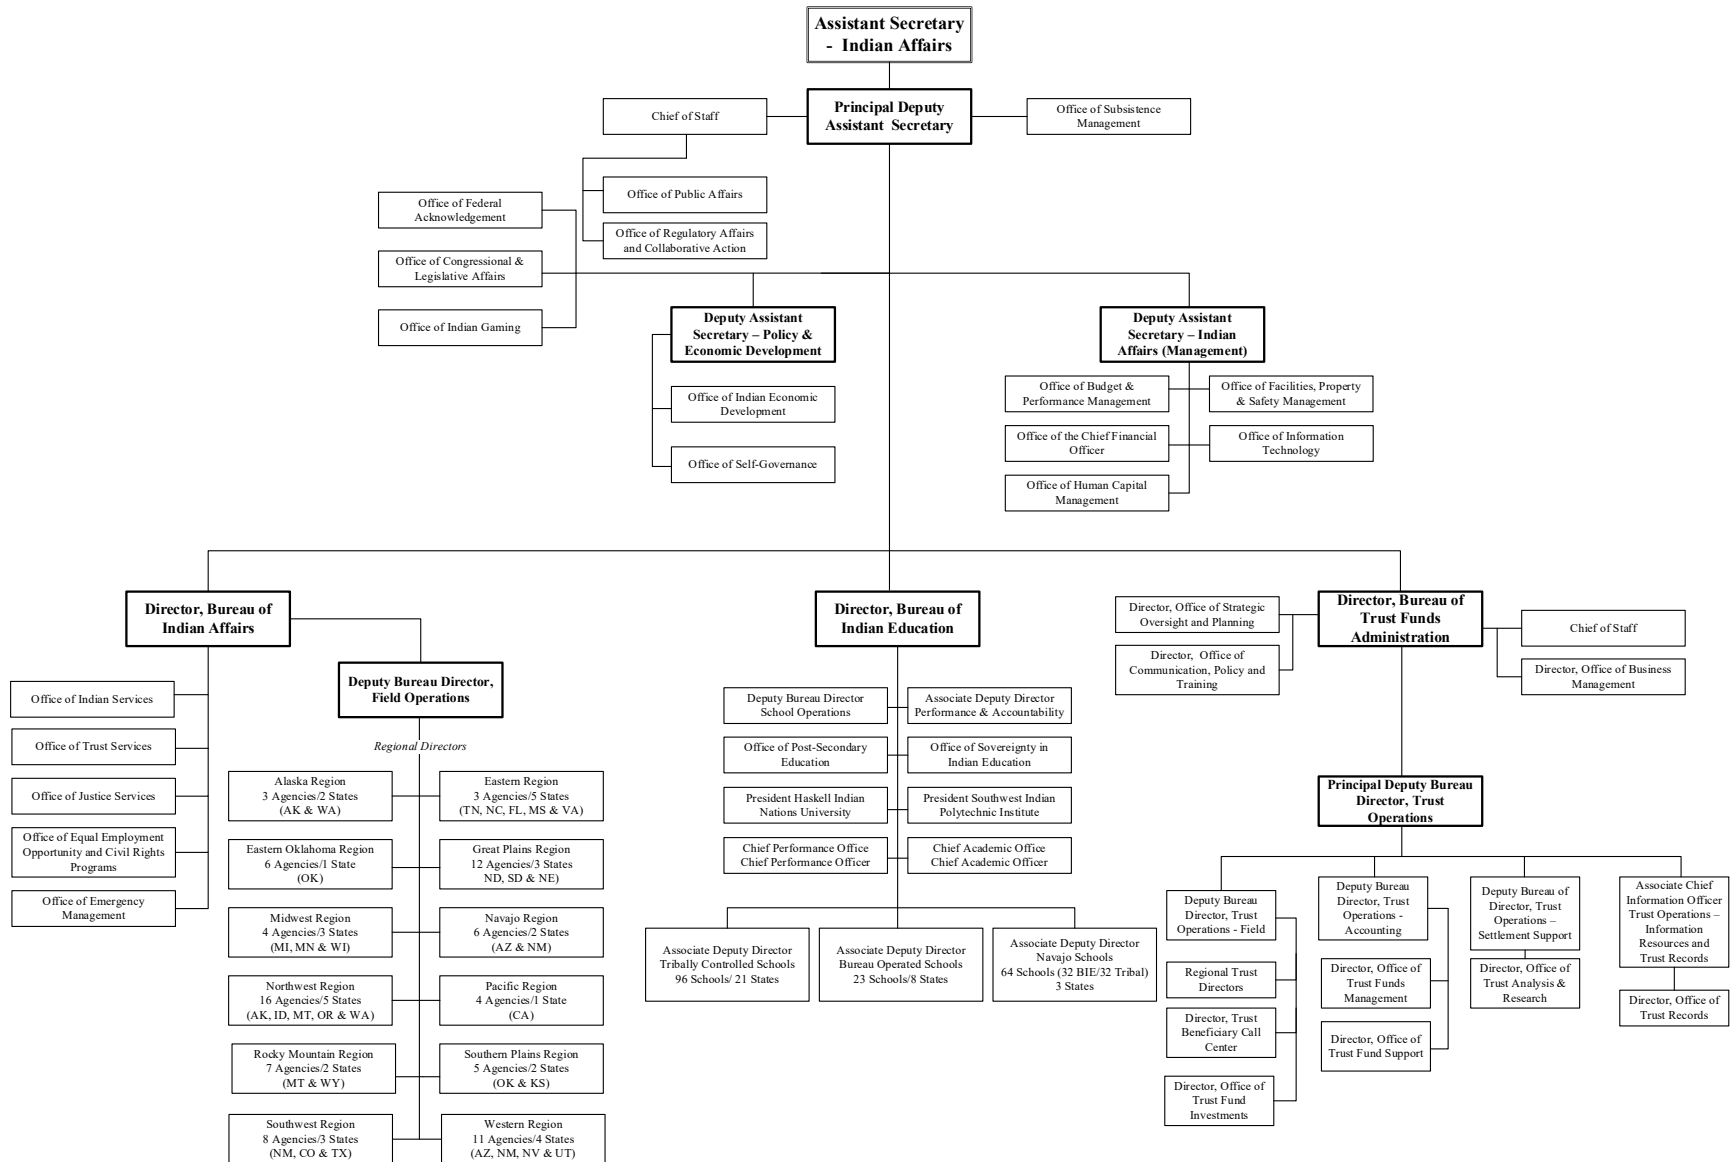 Assistant Secretary
- Indian Affairs
Principal Deputy
Assistant Secretary
Chief of Staff
Office of Subsistence
Management
Office of Public Affairs
Office of Regulatory Affairs
and Collaborative Action
Office of Federal
Acknowledgement
Office of Congressional &
Legislative Affairs
Office of Indian Gaming
Deputy Assistant
Secretary – Policy &
Economic Development
Office of Indian Economic
Development
Office of Self-Governance
Deputy Assistant
Secretary – Indian
Affairs (Management)
Office of Budget &
Performance Management
Office of Facilities, Property
& Safety Management
Office of the Chief Financial
Officer
Office of Information
Technology
Office of Human Capital
Management
Director, Bureau of
Indian Affairs
Office of Indian Services
Office of Trust Services
Office of Justice Services
Office of Equal Employment
Opportunity and Civil Rights
Programs
Office of Emergency
Management
Deputy Bureau Director,
Field Operations
Regional Directors
Alaska Region
3 Agencies/2 States
(AK & WA)
Eastern Region
3 Agencies/5 States
(TN, NC, FL, MS & VA)
Eastern Oklahoma Region
6 Agencies/1 State
(OK)
Great Plains Region
12 Agencies/3 States
ND, SD & NE)
Midwest Region
4 Agencies/3 States
(MI, MN & WI)
Navajo Region
6 Agencies/2 States
(AZ & NM)
Northwest Region
16 Agencies/5 States
(AK, ID, MT, OR & WA)
Pacific Region
4 Agencies/1 State
(CA)
Rocky Mountain Region
7 Agencies/2 States
(MT & WY)
Southern Plains Region
5 Agencies/2 States
(OK & KS)
Southwest Region
8 Agencies/3 States
(NM, CO & TX)
Western Region
11 Agencies/4 States
(AZ, NM, NV & UT)
Director, Bureau of
Indian Education
Deputy Bureau Director
School Operations
Associate Deputy Director
Performance & Accountability
Office of Post-Secondary
Education
Office of Sovereignty in
Indian Education
President Haskell Indian
Nations University
President Southwest Indian
Polytechnic Institute
Chief Performance Office
Chief Performance Officer
Chief Academic Office
Chief Academic Officer
Associate Deputy Director
Tribally Controlled Schools
96 Schools/ 21 States
Associate Deputy Director
Bureau Operated Schools
23 Schools/8 States
Associate Deputy Director
Navajo Schools
64 Schools (32 BIE/32 Tribal)
3 States
Director, Bureau of
Trust Funds
Administration
Director, Office of Strategic
Oversight and Planning
Director, Office of
Communication, Policy and
Training
Chief of Staff
Director, Office of Business
Management
Principal Deputy Bureau
Director, Trust
Operations
Deputy Bureau
Director, Trust
Operations - Field
Regional Trust
Directors
Director, Trust
Beneficiary Call
Center
Director, Office of
Trust Fund
Investments
Deputy Bureau
Director, Trust
Operations -
Accounting
Director, Office of
Trust Funds
Management
Director, Office of
Trust Fund Support
Deputy Bureau of
Director, Trust
Operations –
Settlement Support
Director, Office of
Trust Analysis &
Research
Associate Chief
Information Officer
Trust Operations –
Information
Resources and
Trust Records
Director, Office of
Trust Records